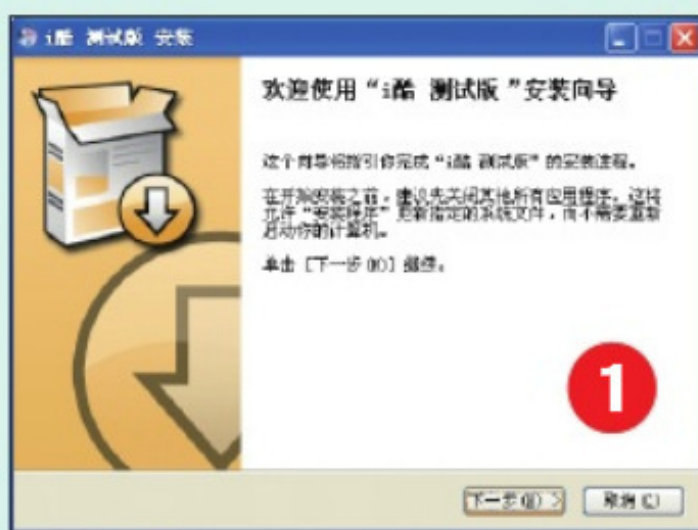 i酷 测试版 安装
欢迎使用“i酷 测试版 ”安装向导
这个向导将指引你完成“i酷 测试版”的安装进程。
在开始安装之前，建议先关闭其他所有应用程序。这将
允许“安装程序”更新指定的系统文件，而不需要重新
启动你的计算机。
单击 [下一步(N)] 继续。
1
下一步(N) >
取消(C)